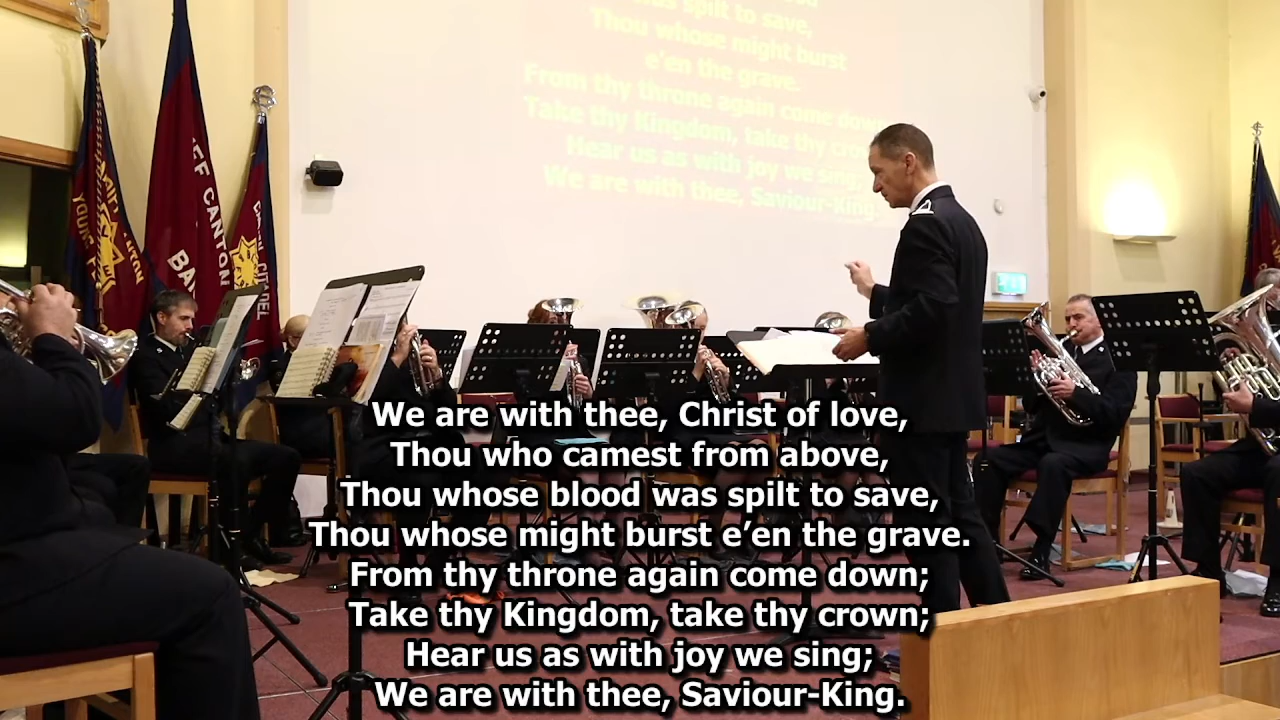 was spilt to save,
Thou whose might burst
e'en the grave.
From thy throne again come down
Take thy Kingdom, take thy
Hear us as with joy we sing,
We are with thee, Saviour-King.
YOUNG
CANTON
BA
CITADEL
We are with thee, Christ of love,
Thou who camest from above,
Thou whose blood was spilt to save,
Thou whose might burst e’en the grave.
From thy throne again come down;
Take thy Kingdom, take thy crown;
Hear us as with joy we sing;
We are with thee, Saviour-King.